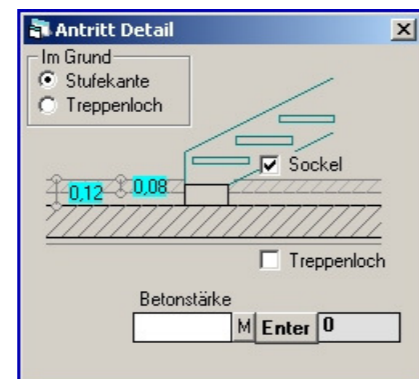 Antritt Detail
Im Grund
Stufekante
Treppenloch
Sockel
0,12 0,08
Treppenloch
Betonstärke
M Enter 0